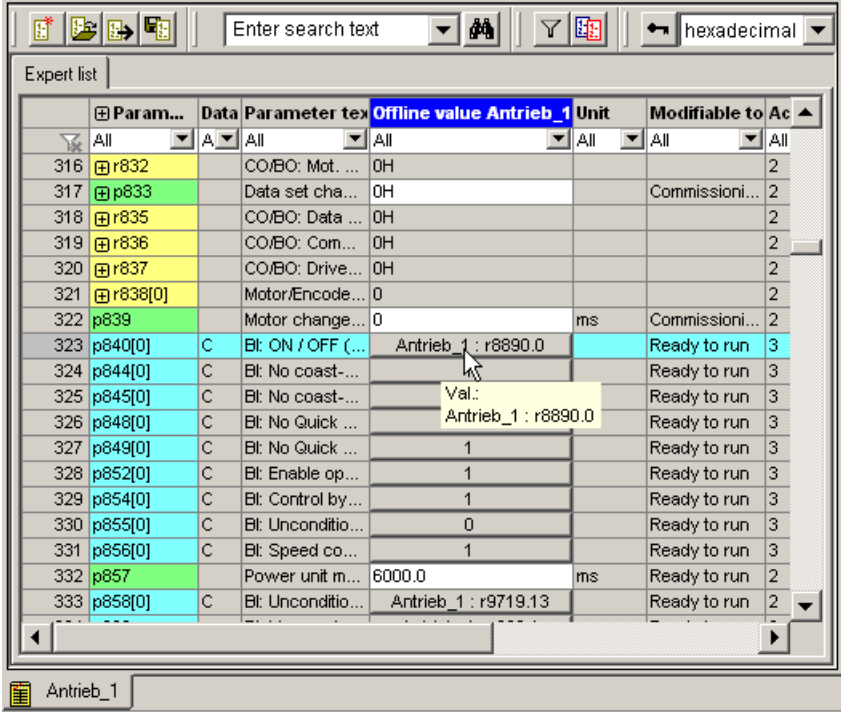 Enter search text hexadecimal
Expert list
Param... Data Parameter tex Offline value Antrieb_1 Unit Modifiable to Ac
All A All All All All All
316 r832 CO/BO: Mot. ... 0H 2
317 p833 Data set cha... 0H Commissioni... 2
318 r835 CO/BO: Data ... 0H 2
319 r836 CO/BO: Com... 0H 2
320 r837 CO/BO: Drive... 0H 2
321 r838[0] Motor/Encode... 0 2
322 p839 Motor change... 0 ms Commissioni... 2
323 p840[0] C BI: ON / OFF (... Antrieb_1 : r8890.0 Ready to run 3
324 p844[0] C BI: No coast-... Ready to run 3
325 p845[0] C BI: No coast-... Ready to run 3
Val.:
Antrieb_1 : r8890.0
326 p848[0] C BI: No Quick ... Ready to run 3
327 p849[0] C BI: No Quick ... 1 Ready to run 3
328 p852[0] C BI: Enable op... 1 Ready to run 3
329 p854[0] C BI: Control by... 1 Ready to run 3
330 p855[0] C BI: Unconditio... 0 Ready to run 3
331 p856[0] C BI: Speed co... 1 Ready to run 3
332 p857 Power unit m... 6000.0 ms Ready to run 2
333 p858[0] C BI: Unconditio... Antrieb_1 : r9719.13 Ready to run 2
Antrieb_1